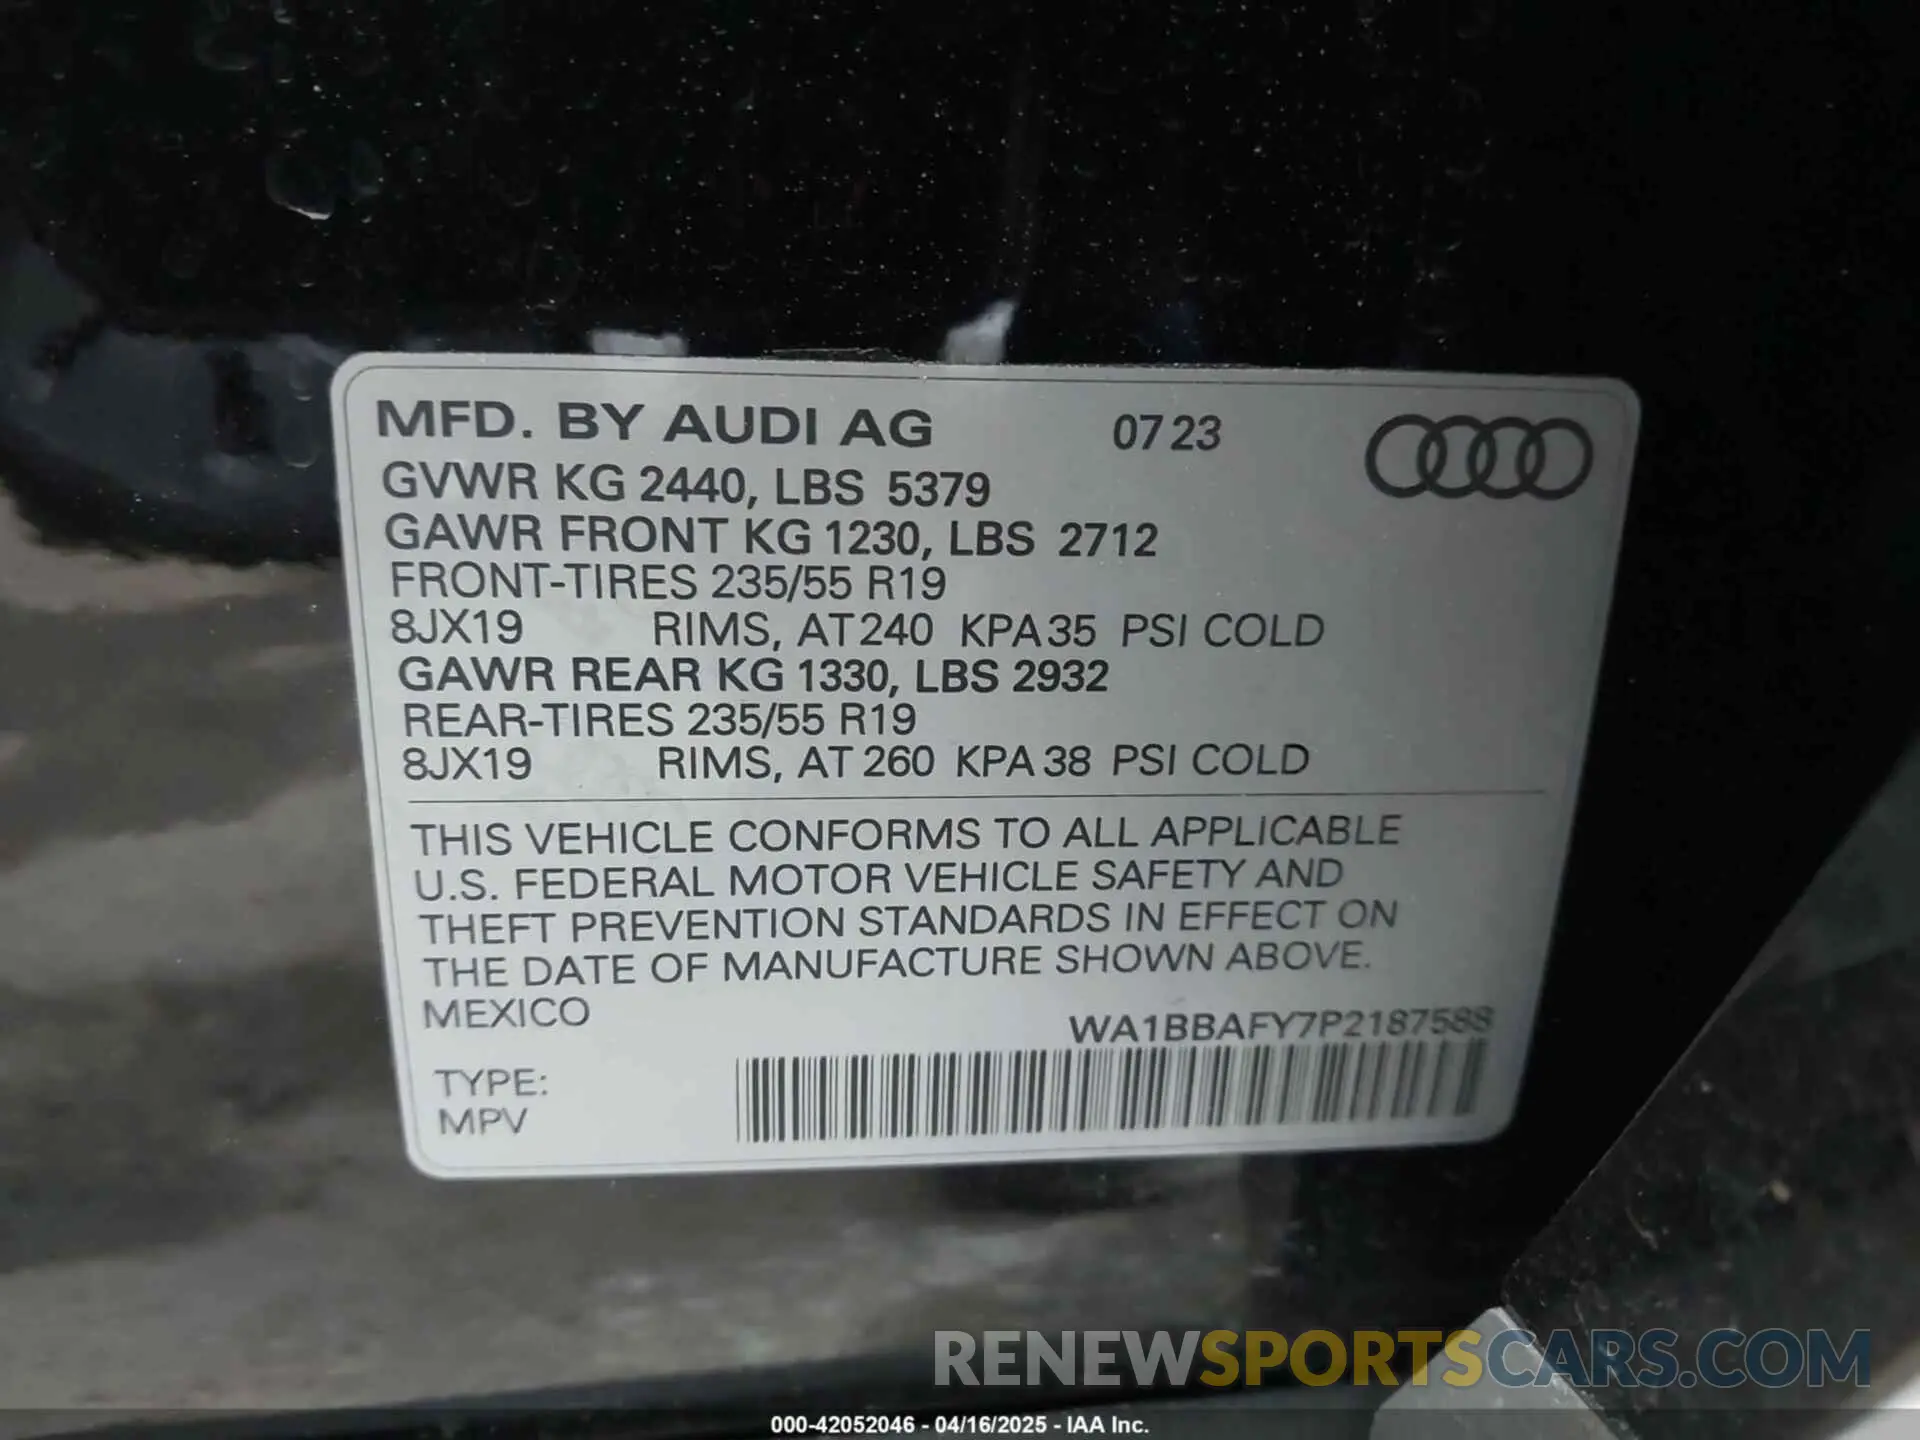 MFD. BY AUDI AG 07 23
GVWR KG 2440, LBS 5379
GAWR FRONT KG 1230, LBS 2712
FRONT-TIRES 235/55 R19
8JX19 RIMS, AT 240 KPA 35 PSI COLD
GAWR REAR KG 1330, LBS 2932
REAR-TIRES 235/55 R19
8JX19 RIMS, AT 260 KPA 38 PSI COLD
THIS VEHICLE CONFORMS TO ALL APPLICABLE
U.S. FEDERAL MOTOR VEHICLE SAFETY AND
THEFT PREVENTION STANDARDS IN EFFECT ON
THE DATE OF MANUFACTURE SHOWN ABOVE.
MEXICO
WA1BBAFY7P2187588
TYPE:
MPV
RENEWSPORTSCARS.COM
000-42052046 - 04/16/2025 - IAA Inc.